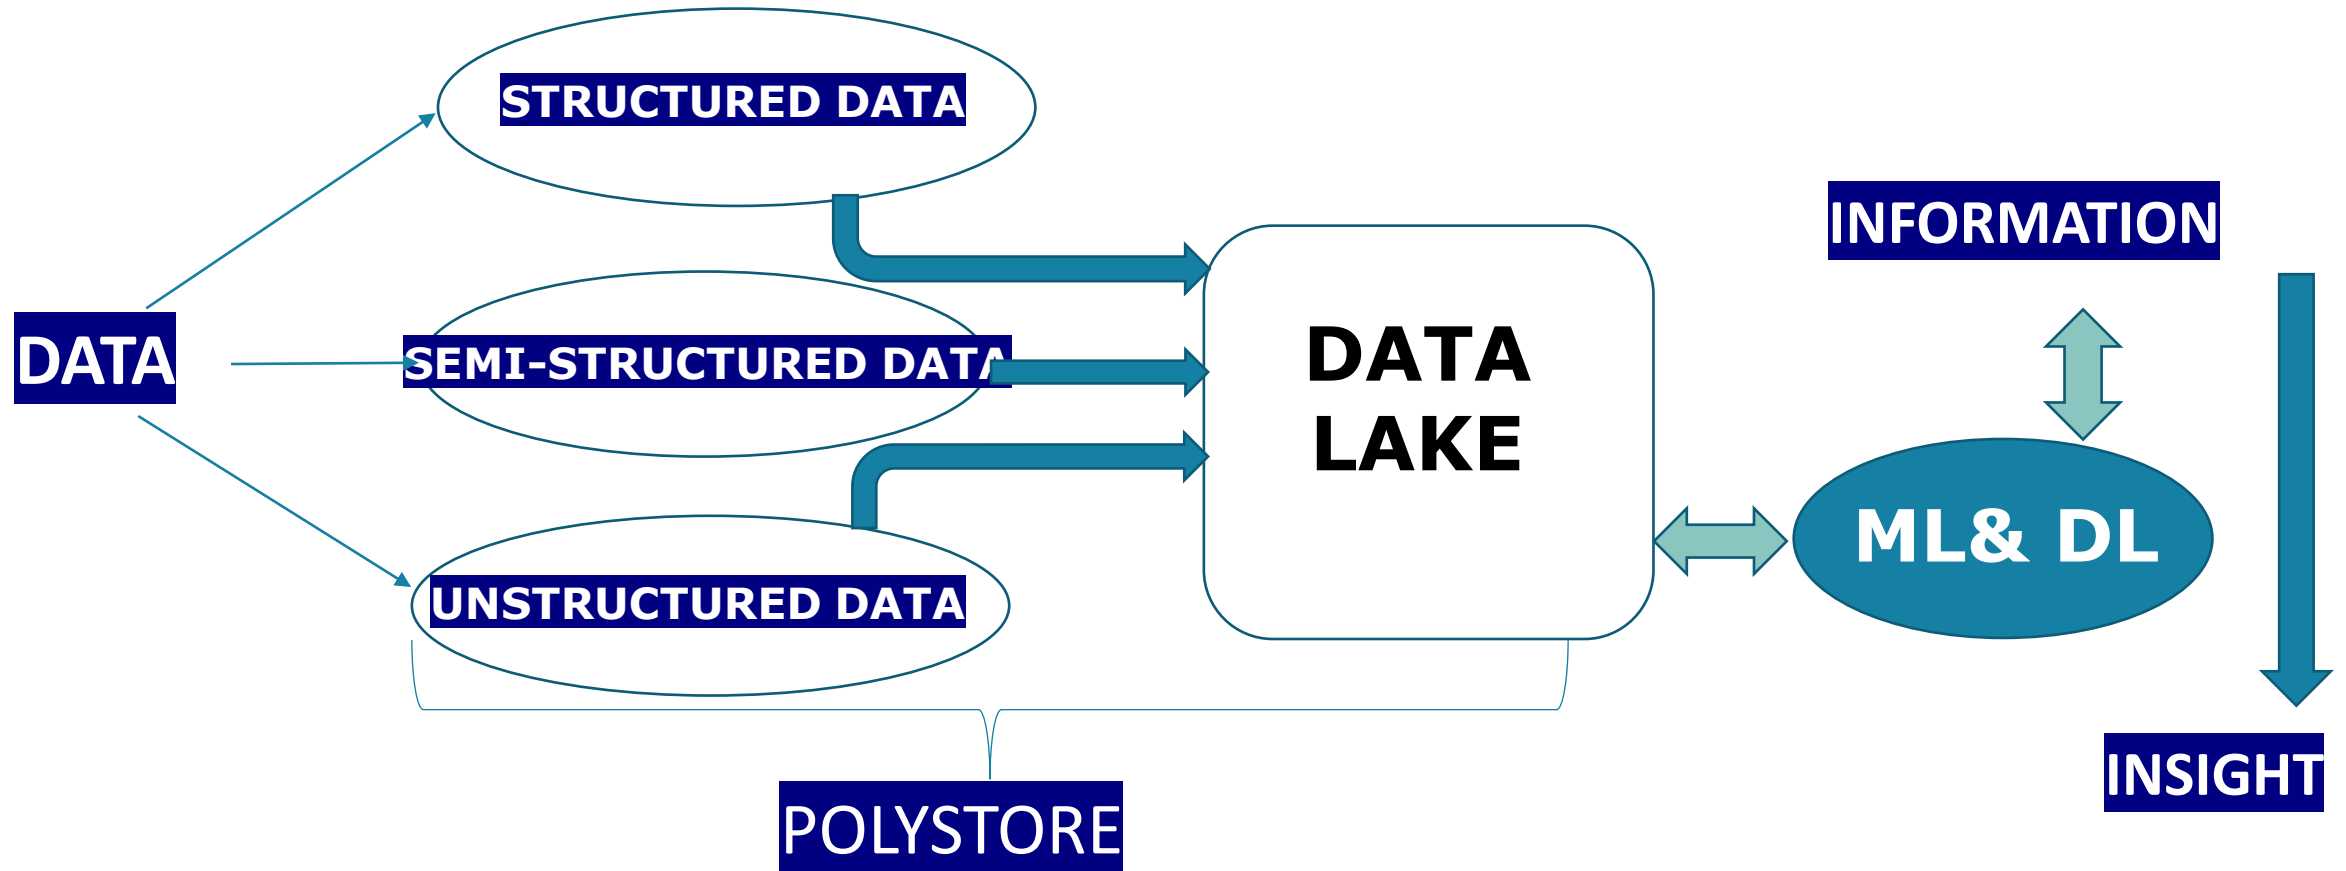 STRUCTURED DATA
INFORMATION
DATA
SEMI-STRUCTURED DATA
DATA
LAKE
ML& DL
UNSTRUCTURED DATA
INSIGHT
POLYSTORE